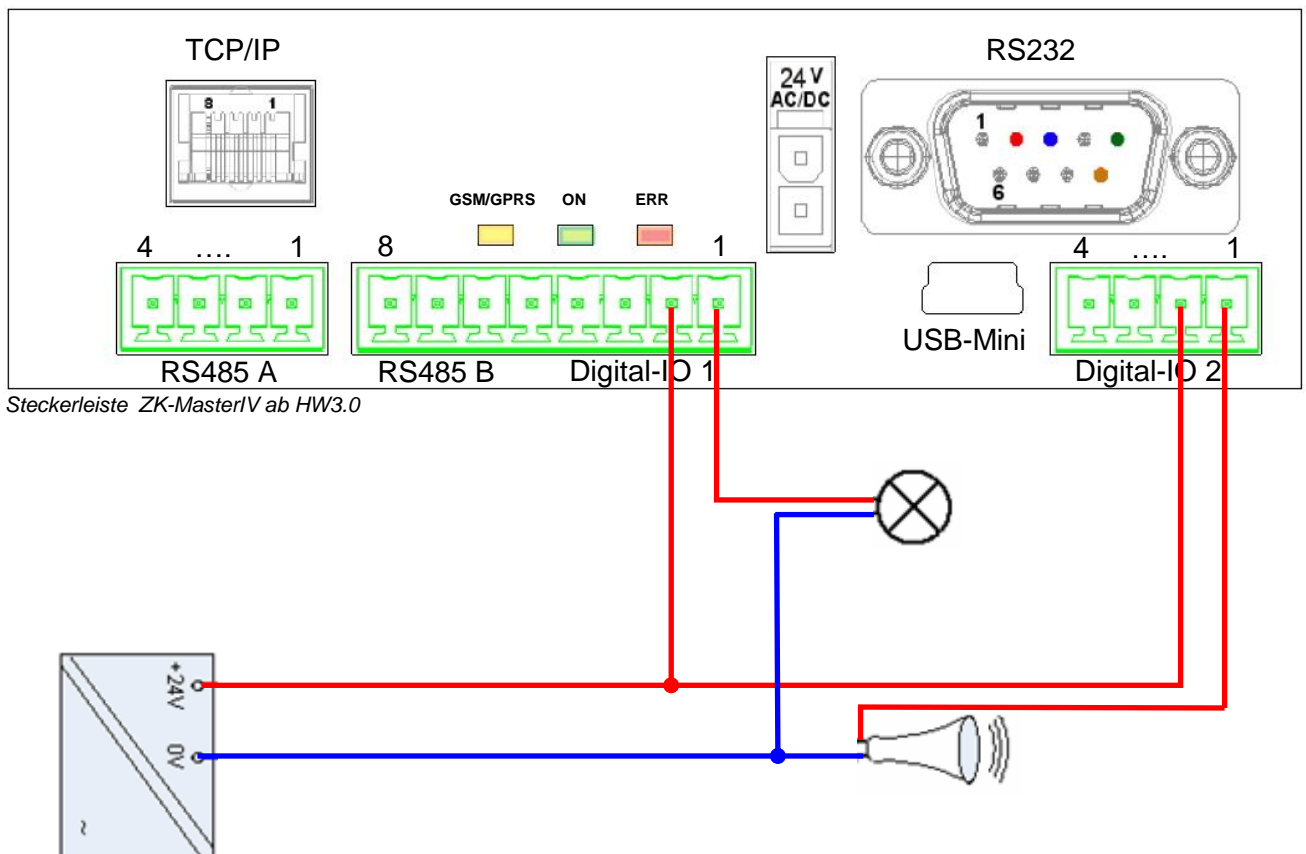 TCP/IP
RS232
24 V
AC/DC
8 1
1
6
GSM/GPRS ON ERR
4 .... 1
8 1
4 .... 1
USB-Mini
RS485 A
RS485 B
Digital-IO 1
Digital-IO 2
Steckerleiste ZK-MasterIV ab HW3.0
+24V
0V
~